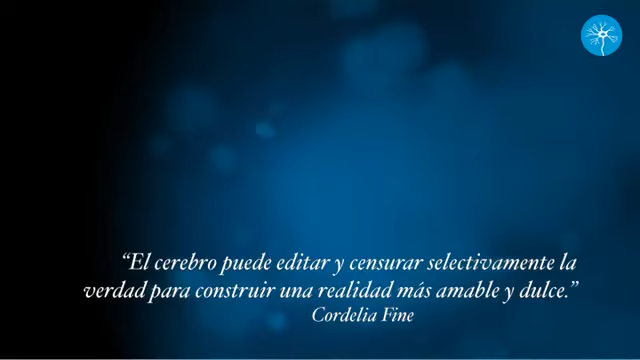 “El cerebro puede editar y censurar selectivamente la
verdad para construir una realidad más amable y dulce.”
Cordelia Fine